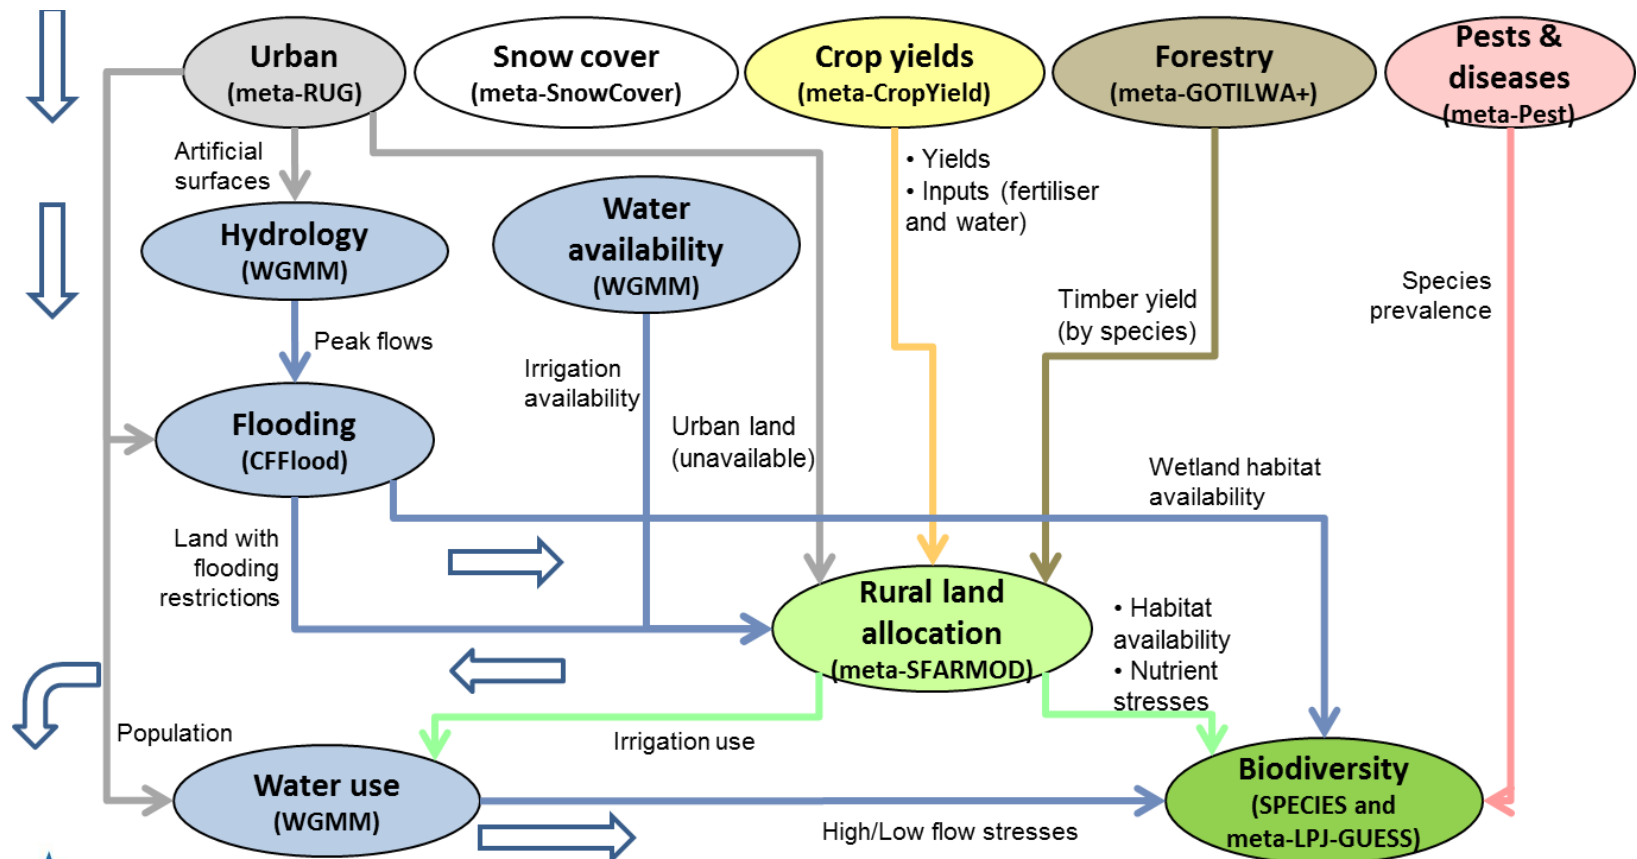 Urban
(meta-RUG)
Snow cover
(meta-SnowCover)
Crop yields
(meta-CropYield)
Forestry
(meta-GOTILWA+)
Pests &
diseases
(meta-Pest)
Artificial
surfaces
• Yields
• Inputs (fertiliser
and water)
Hydrology
(WGMM)
Water
availability
(WGMM)
Species
prevalence
Timber yield
(by species)
Peak flows
Irrigation
availability
Flooding
(CFFlood)
Urban land
(unavailable)
Wetland habitat
availability
Land with
flooding
restrictions
Rural land
allocation
(meta-SFARMOD)
• Habitat
availability
• Nutrient
stresses
Population
Irrigation use
Water use
(WGMM)
High/Low flow stresses
Biodiversity
(SPECIES and
meta-LPJ-GUESS)